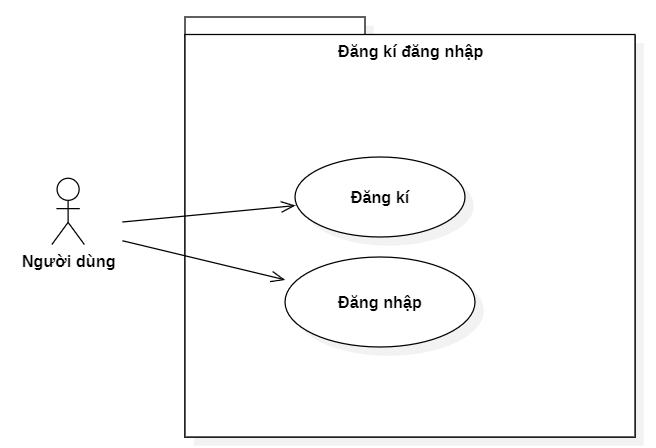 Đăng kí đăng nhập
Đăng kí
Người dùng
Đăng nhập